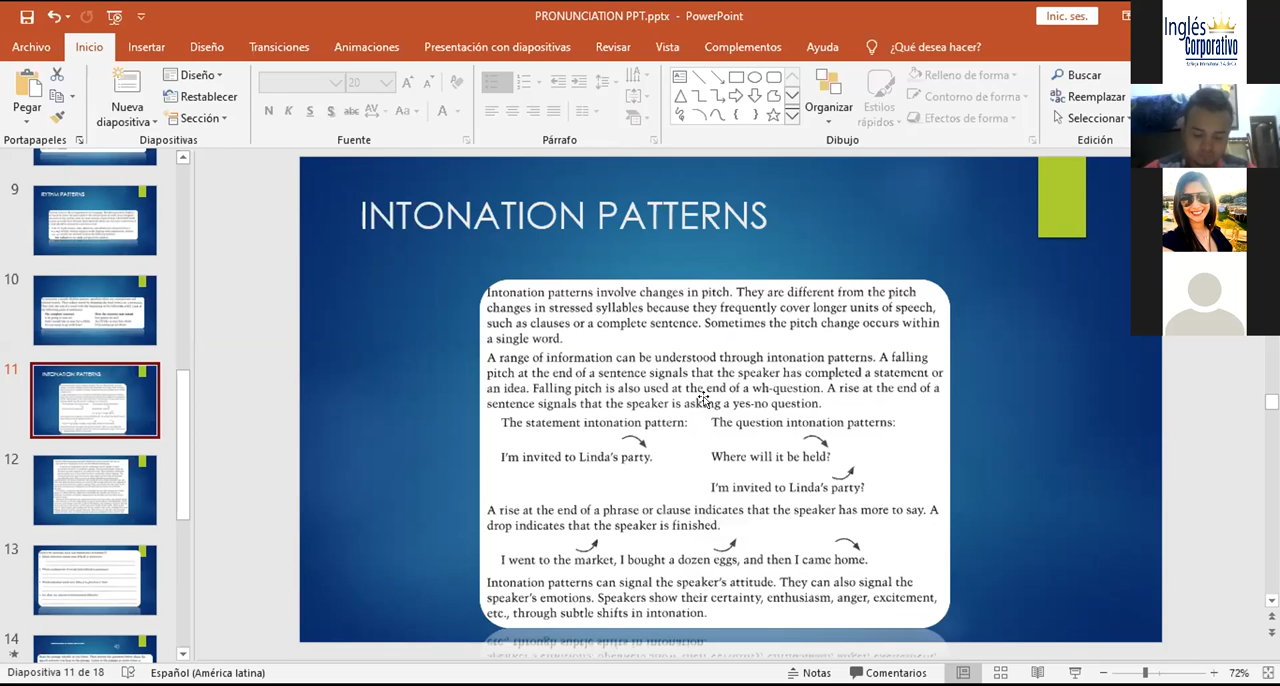 PRONUNCIATION PPT.pptx - PowerPoint
Inic. ses.
Archivo Inicio Insertar Diseño Transiciones Animaciones Presentación con diapositivas Revisar Vista Complementos Ayuda ¿Qué desea hacer?
Pegar
Portapapeles
Nueva diapositiva
Diseño
Restablecer
Sección
Diapositivas
20
N K S S abc AV Aa A
Fuente
Párrafo
Organizar
Estilos rápidos
Relleno de forma
Contorno de forma
Efectos de forma
Dibujo
Buscar
Reemplazar
Seleccionar
Edición
Inglés
Corporativo
9
RYTHM PATTERNS
10
11
INTONATION PATTERNS
12
13
14
INTONATION PATTERNS
Intonation patterns involve changes in pitch. They are different from the pitch
changes in stressed syllables because they frequently cover longer units of speech,
such as clauses or a complete sentence. Sometimes the pitch change occurs within
a single word.
A range of information can be understood through intonation patterns. A falling
pitch at the end of a sentence signals that the speaker has completed a statement or
an idea. Falling pitch is also used at the end of a wh-question. A rise at the end of a
sentence signals that the speaker is asking a yes-no question.
The statement intonation pattern: The question intonation patterns:
I'm invited to Linda's party. Where will it be held?
I'm invited to Linda's party?
A rise at the end of a phrase or clause indicates that the speaker has more to say. A
drop indicates that the speaker is finished.
I went to the market, I bought a dozen eggs, and then I came home.
Intonation patterns can signal the speaker's attitude. They can also signal the
speaker's emotions. Speakers show their certainty, enthusiasm, anger, excitement,
etc., through subtle shifts in intonation.
Diapositiva 11 de 18 Español (América latina) Notas Comentarios 72%